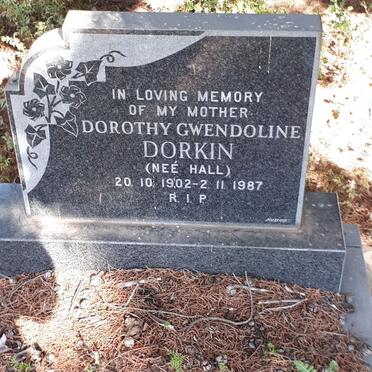 IN LOVING MEMORY
OF MY MOTHER
DOROTHY GWENDOLINE
DORKIN
(NEÉ HALL)
20.10.1902-2.11.1987
R.I.P